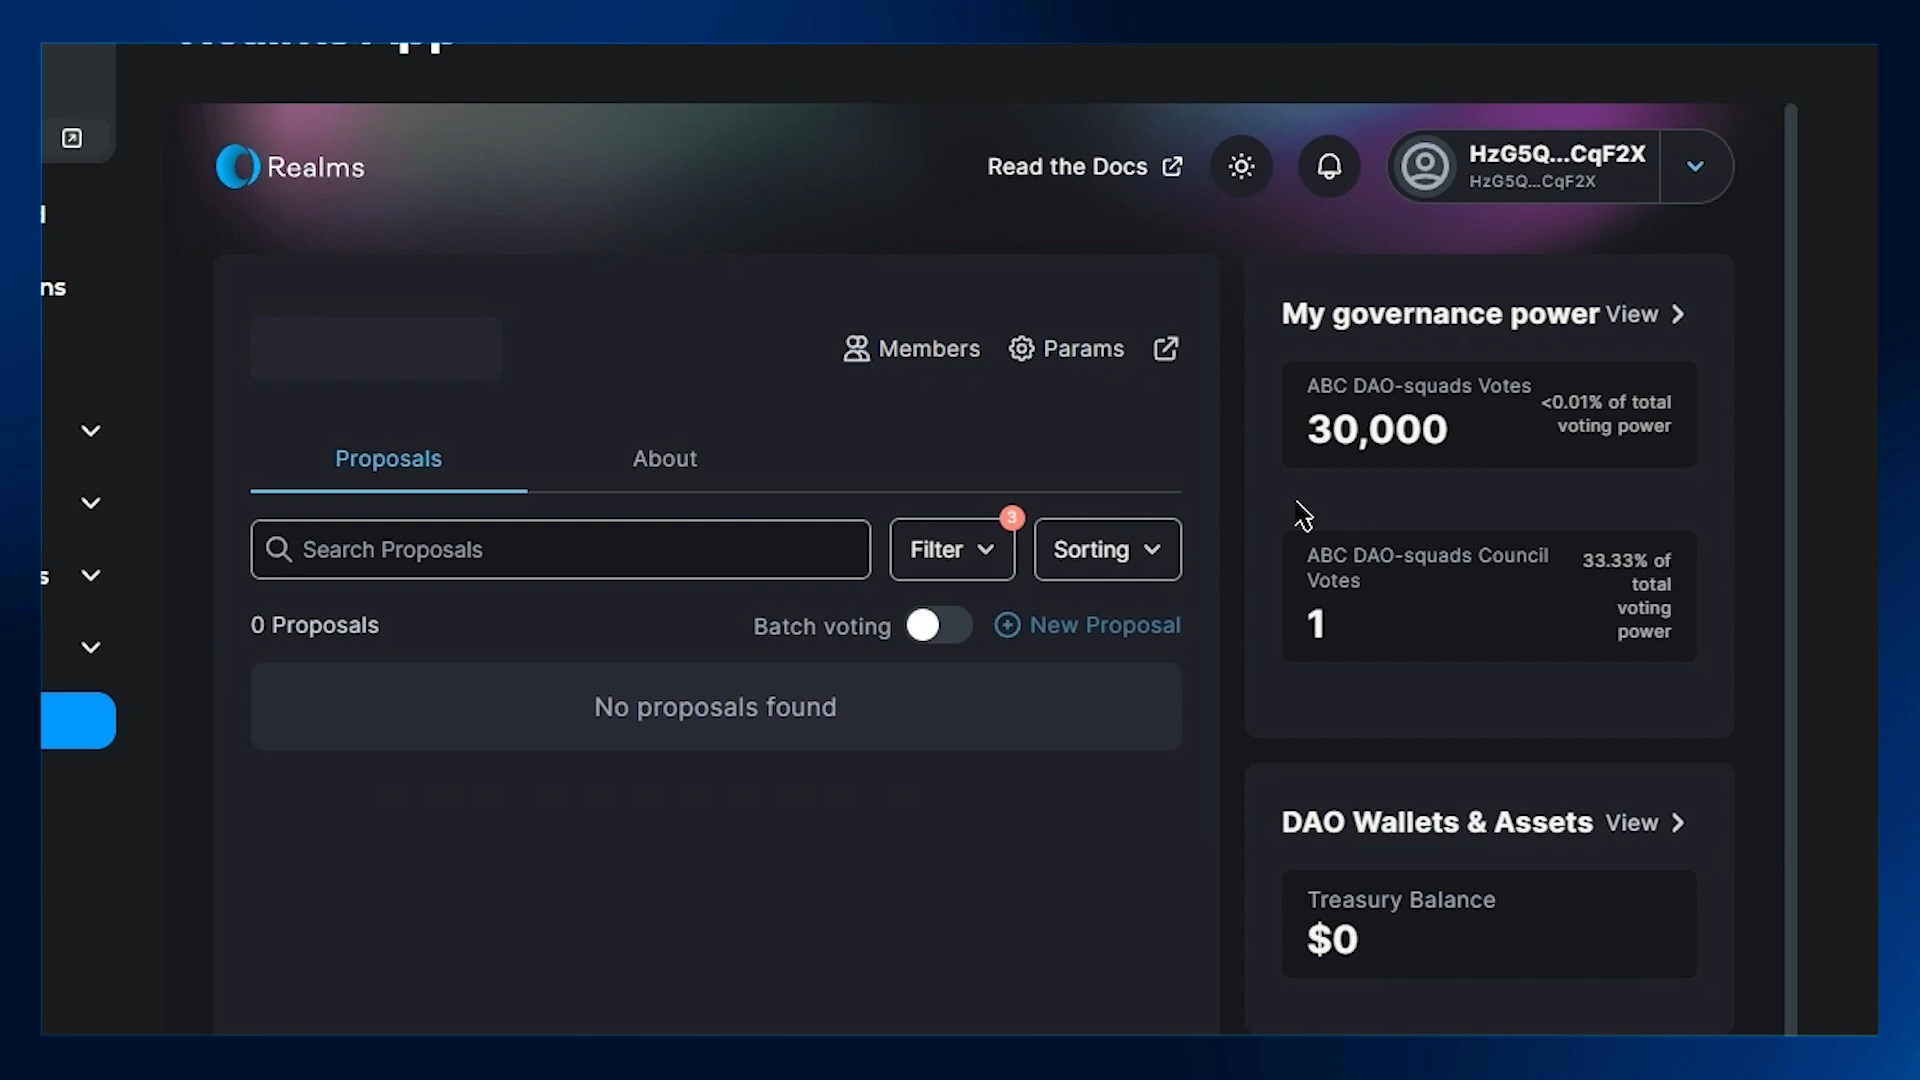 ns
s
Realms
Read the Docs
HzG5Q...CqF2X
HzG5Q...CqF2X
Members
Params
Proposals
About
Search Proposals
Filter
3
Sorting
0 Proposals
Batch voting
New Proposal
No proposals found
My governance power
View
ABC DAO-squads Votes
30,000
<0.01% of total
voting power
ABC DAO-squads Council
Votes
1
33.33% of
total
voting
power
DAO Wallets & Assets
View
Treasury Balance
$0